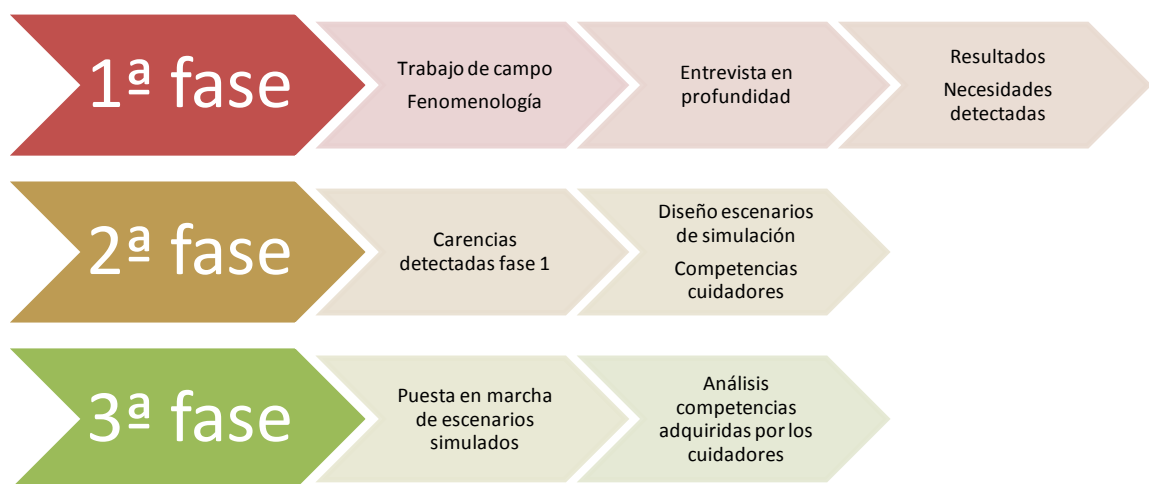 1ª fase
Trabajo de campo
Fenomenología
Entrevista en
profundidad
Resultados
Necesidades
detectadas
2ª fase
Carencias
detectadas fase 1
Diseño escenarios
de simulación
Competencias
cuidadores
3ª fase
Puesta en marcha
de escenarios
simulados
Análisis
competencias
adquiridas por los
cuidadores